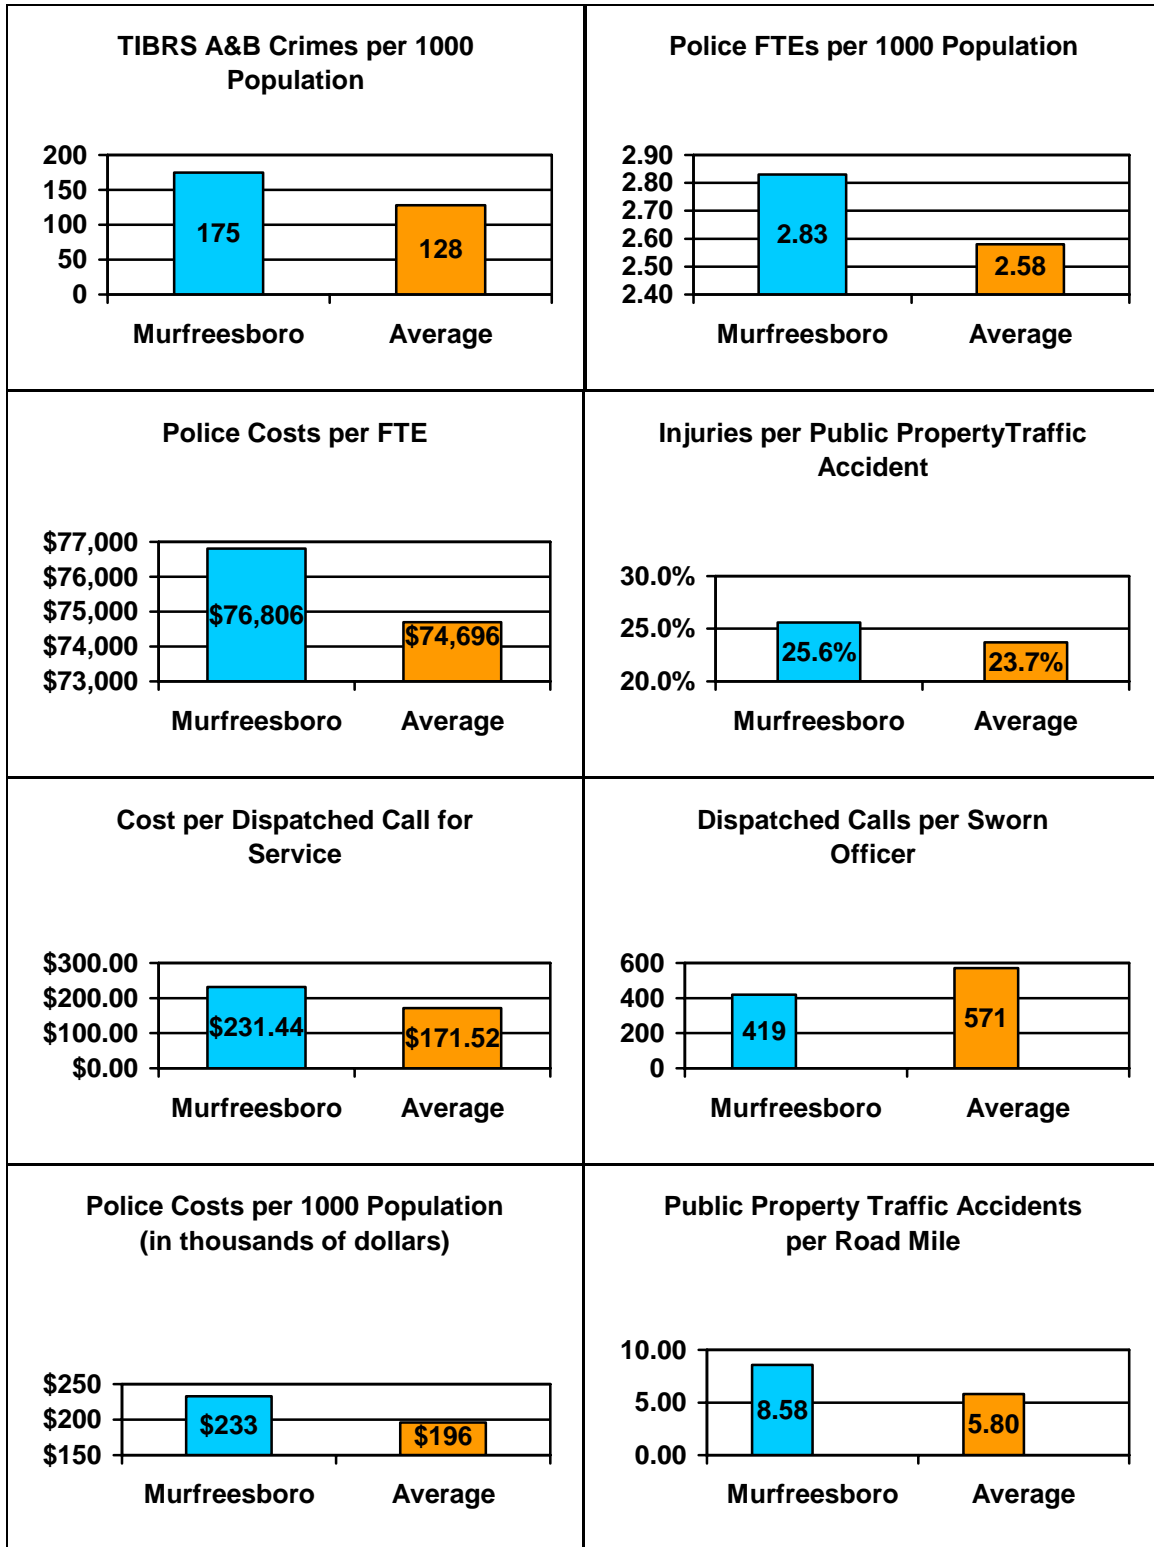 TIBRS A&B Crimes per 1000
Population
200
150
100
50
0
175
128
Murfreesboro
Average
Police FTEs per 1000 Population
2.90
2.80
2.70
2.60
2.50
2.40
2.83
2.58
Murfreesboro
Average
Police Costs per FTE
$77,000
$76,000
$75,000
$74,000
$73,000
$76,806
$74,696
Murfreesboro
Average
Injuries per Public PropertyTraffic
Accident
30.0%
25.0%
20.0%
25.6%
23.7%
Murfreesboro
Average
Cost per Dispatched Call for
Service
$300.00
$200.00
$100.00
$0.00
$231.44
$171.52
Murfreesboro
Average
Dispatched Calls per Sworn
Officer
600
400
200
0
419
571
Murfreesboro
Average
Police Costs per 1000 Population
(in thousands of dollars)
$250
$200
$150
$233
$196
Murfreesboro
Average
Public Property Traffic Accidents
per Road Mile
10.00
5.00
0.00
8.58
5.80
Murfreesboro
Average